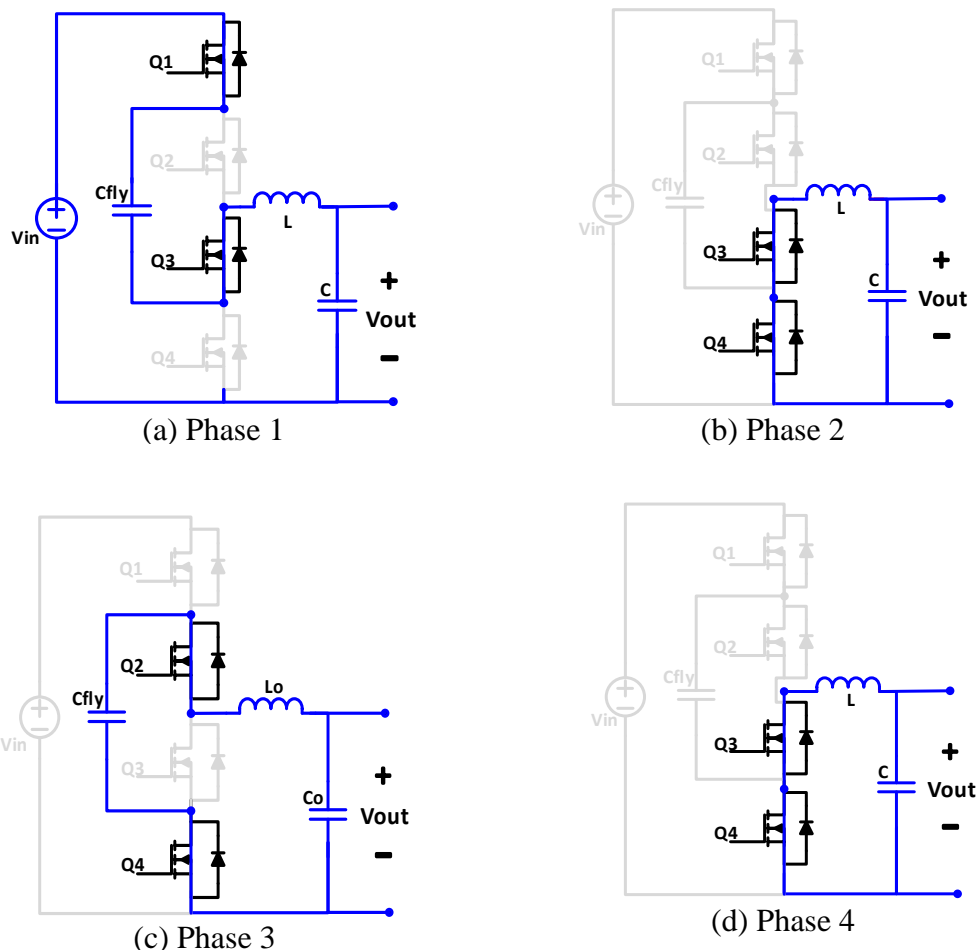 Q1
Q2
Cfly
Vin
L
Q3
C
+
Vout
-
Q4
(a) Phase 1
Q1
Q2
Cfly
Vin
L
Q3
C
+
Vout
-
Q4
(b) Phase 2
Q1
Q2
Cfly
Lo
Vin
Q3
Co
+
Vout
-
Q4
(c) Phase 3
Q1
Q2
Cfly
Vin
L
Q3
C
+
Vout
-
Q4
(d) Phase 4